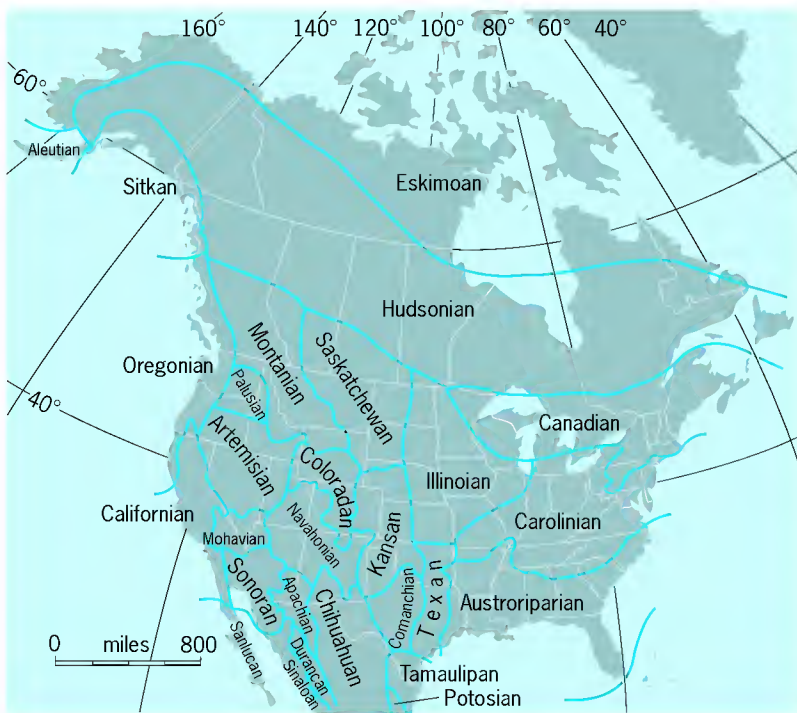 160°
140°
120°
100°
80°
60°
40°
60°
Aleutian
Sitkan
Eskimoan
Hudsonian
Montanian
Saskatchewan
Oregonian
Palusian
40°
Canadian
Artemisian
Coloradan
Illinoian
Californian
Navahonian
Kansan
Carolinian
Mohavian
Sonoran
Apachian
Chihuahuan
Comanchian
Texan
Austroriparian
0 miles 800
Sanlucan
Durancan
Sinaloan
Tamaulipan
Potosian